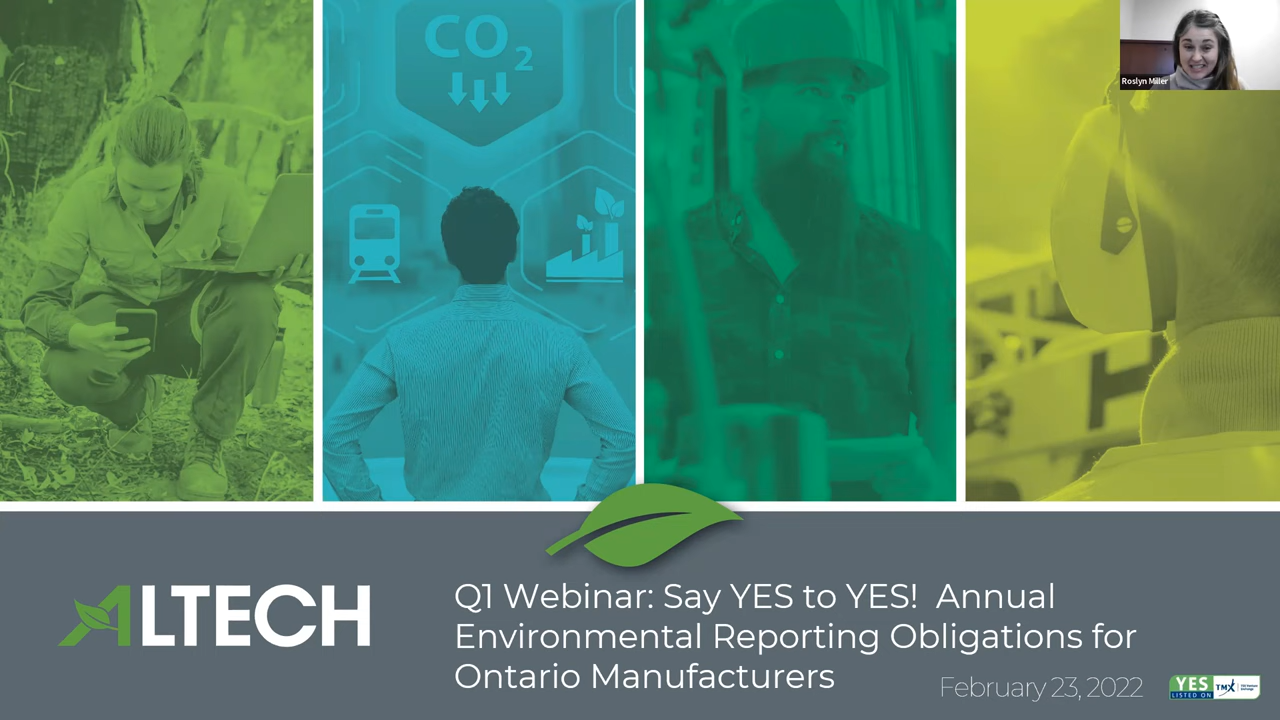 CO2
Roslyn Miller
ALTECH
Q1 Webinar: Say YES to YES! Annual
Environmental Reporting Obligations for
Ontario Manufacturers
February 23, 2022
YES
LISTED ON
TMX